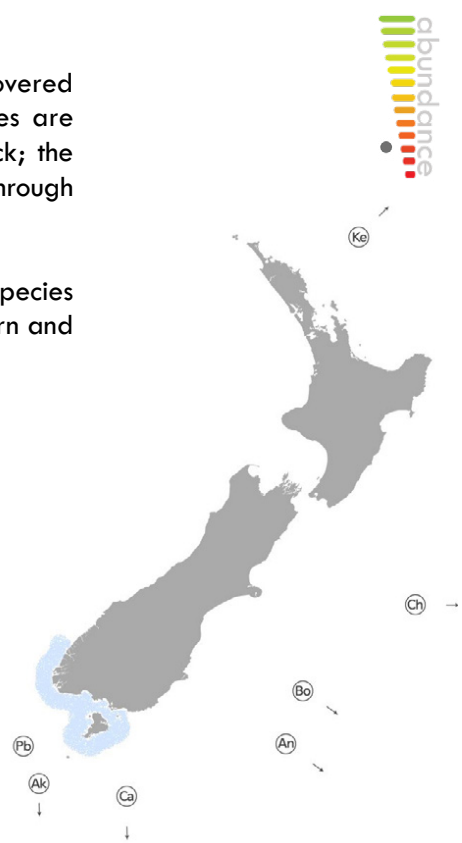 overed
es are
ck; the
hrough
pecies
rn and
abundance
Ke
Ch
Bo
An
Pb
Ak
Ca